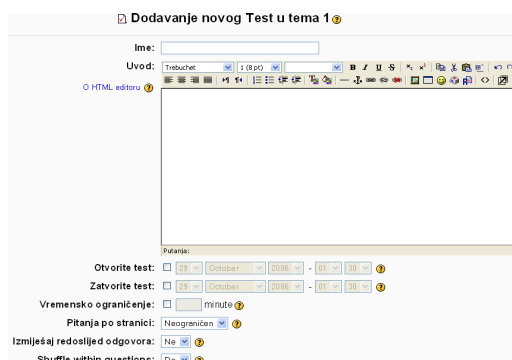 Dodavanje novog Test u tema 1
Ime:
Uvod:
Trebuchet 1 (8 pt) B I U S
O HTML editoru
Putanja:
Otvorite test: 29 October 2006 - 01 30
Zatvorite test: 29 October 2006 - 01 30
Vremensko ograničenje: minute
Pitanja po stranici: Neograničen
Izmiješaj redoslijed odgovora: Ne
Shuffle within questions: